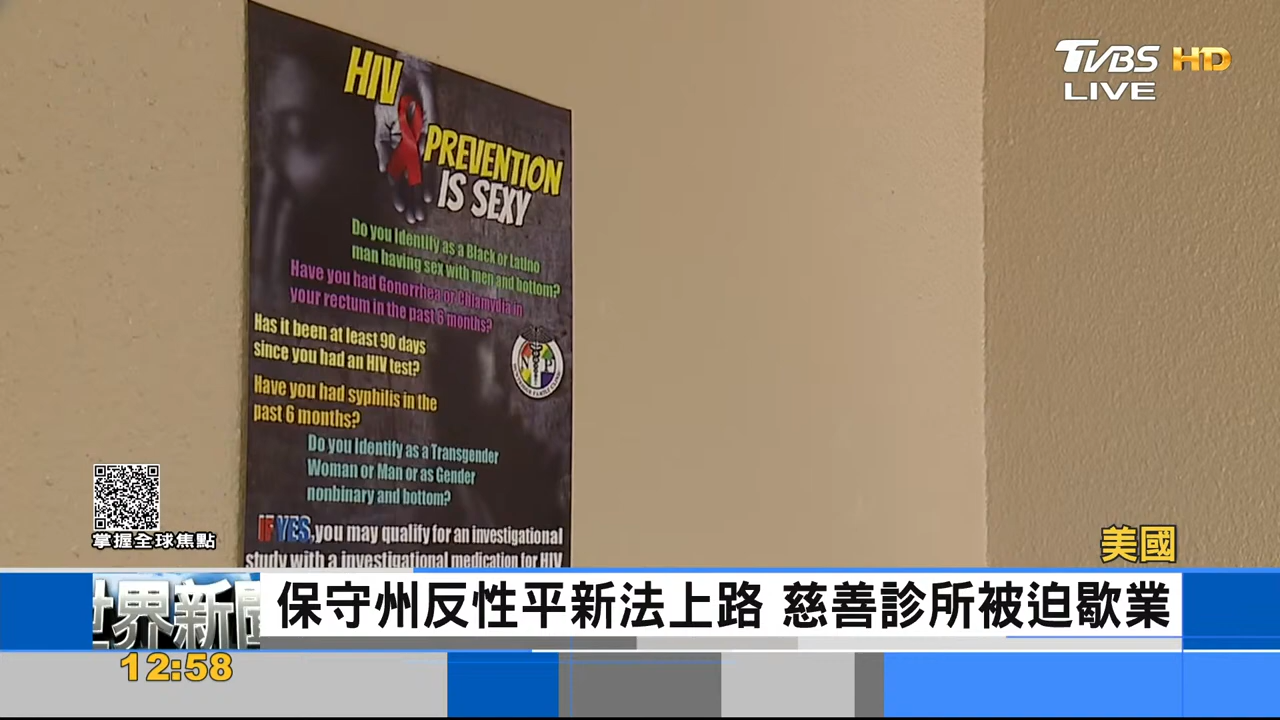 TVBS HD
LIVE
HIV
PREVENTION
IS SEXY
Do you Identify as a Black or Latino
man having sex with men and bottom?
Have you had Gonorrhea or Chlamydia in
your rectum in the past 6 months?
Has it been at least 90 days
since you had an HIV test?
Have you had syphilis in the
past 6 months?
Do you Identify as a Transgender
Woman or Man or as Gender
nonbinary and bottom?
IF YES, you may qualify for an investigational
study with a investigational medication for HIV
掌握全球焦點
美國
世界新聞
保守州反性平新法上路 慈善診所被迫歇業
12:58